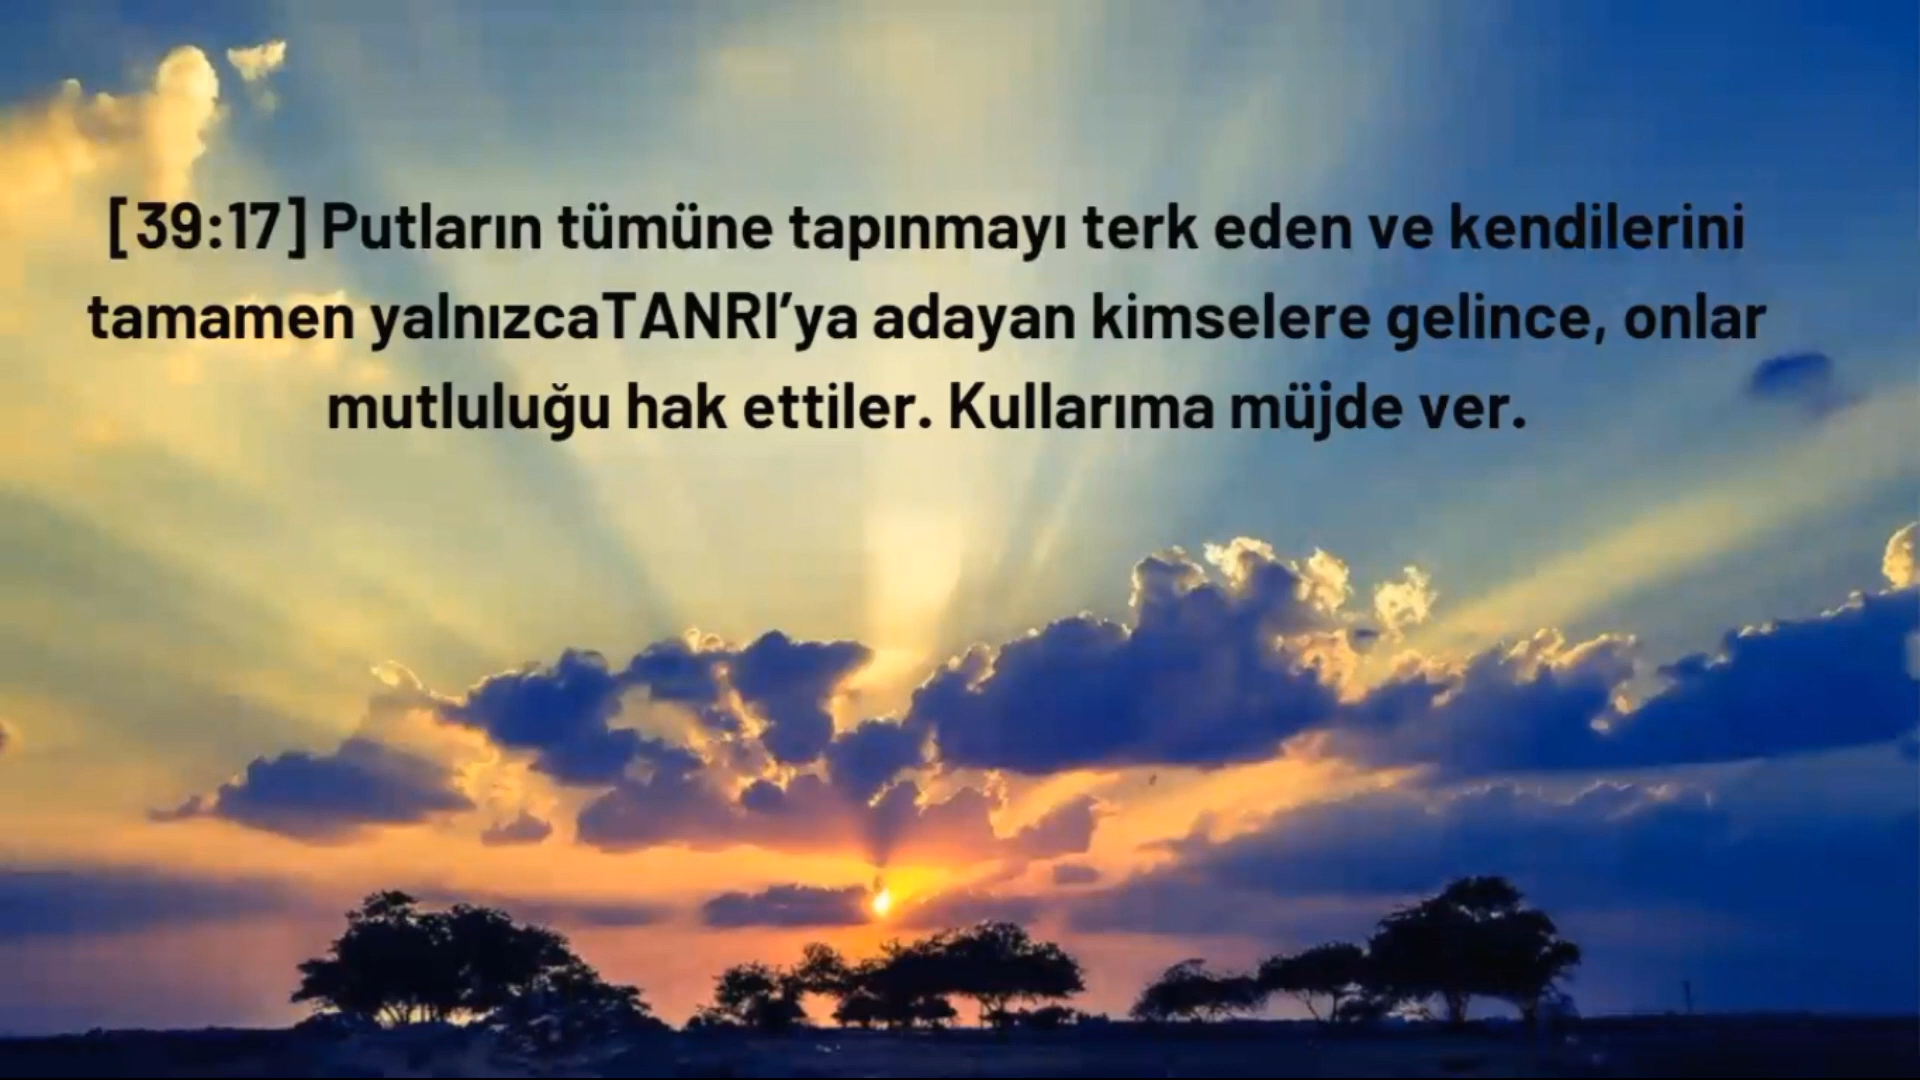 [39:17] Putların tümüne tapınmayı terk eden ve kendilerini
tamamen yalnızcaTANRI’ya adayan kimselere gelince, onlar
mutluluğu hak ettiler. Kullarıma müjde ver.